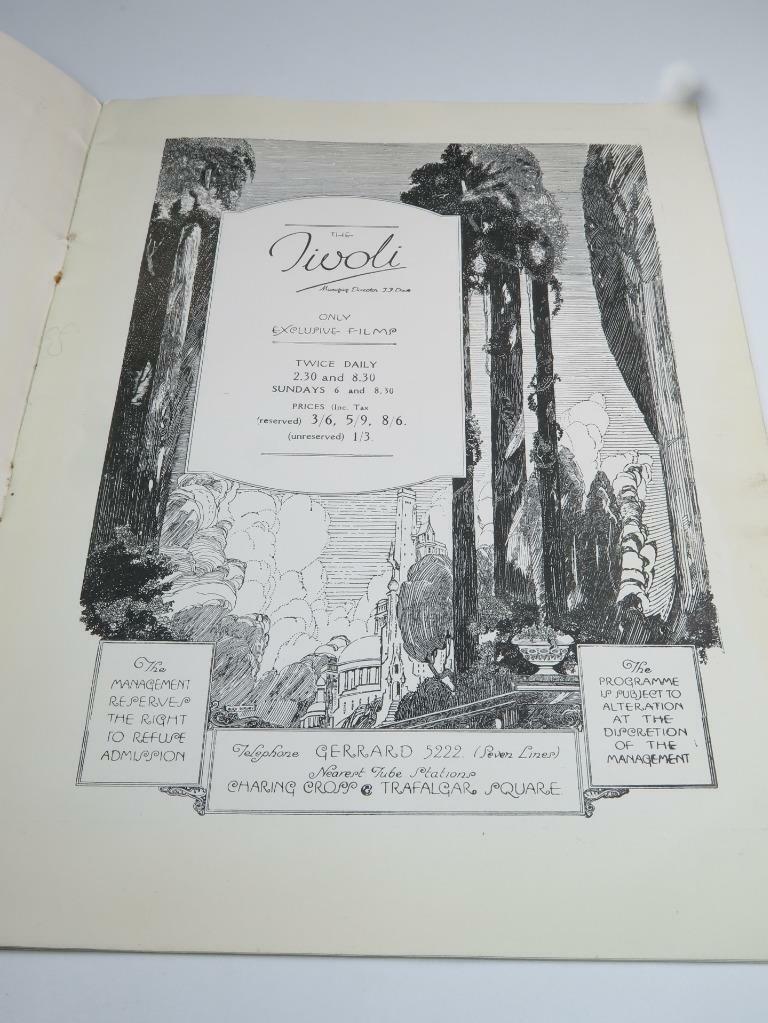 THE
Tivoli
Managing Director J.F.
ONLY
EXCLUSIVE FILMS
TWICE DAILY
2.30 and 8.30
SUNDAYS 6 and 8.30
PRICES (Inc. Tax
(reserved) 3/6, 5/9, 8/6.
(unreserved) 1/3.
The
MANAGEMENT
RESERVES
THE RIGHT
TO REFUSE
ADMISSION
Telephone GERRARD 5222. (Seven Lines)
Nearest Tube Stations
CHARING CROSS & TRAFALGAR SQUARE
The
PROGRAMME
IS SUBJECT TO
ALTERATION
AT THE
DISCRETION
OF THE
MANAGEMENT